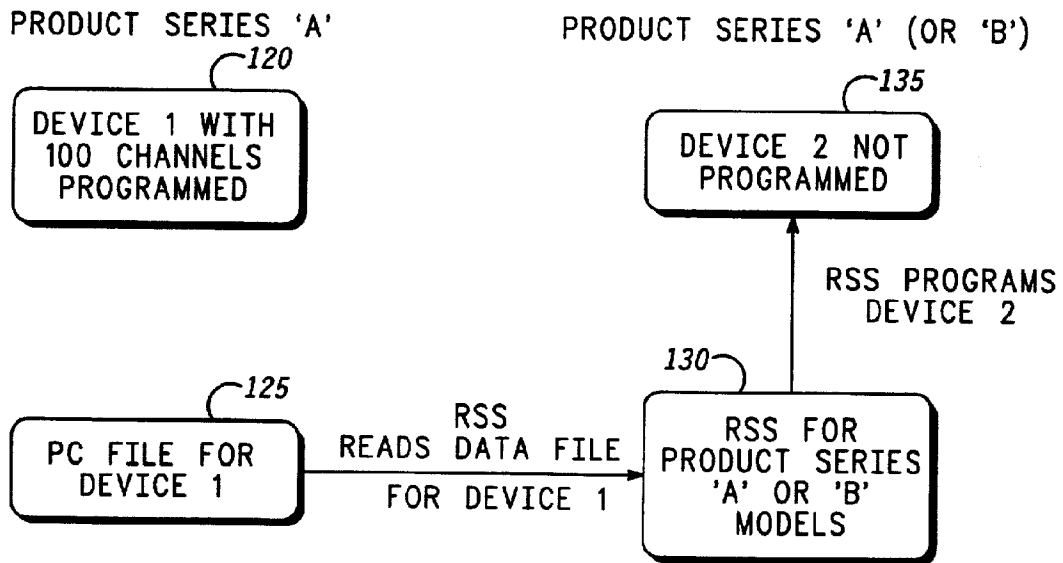 PRODUCT SERIES 'A'
120
DEVICE 1 WITH
100 CHANNELS
PROGRAMMED
PRODUCT SERIES 'A' (OR 'B')
135
DEVICE 2 NOT
PROGRAMMED
RSS PROGRAMS
DEVICE 2
125
PC FILE FOR
DEVICE 1
RSS
READS DATA FILE
FOR DEVICE 1
130
RSS FOR
PRODUCT SERIES
'A' OR 'B'
MODELS